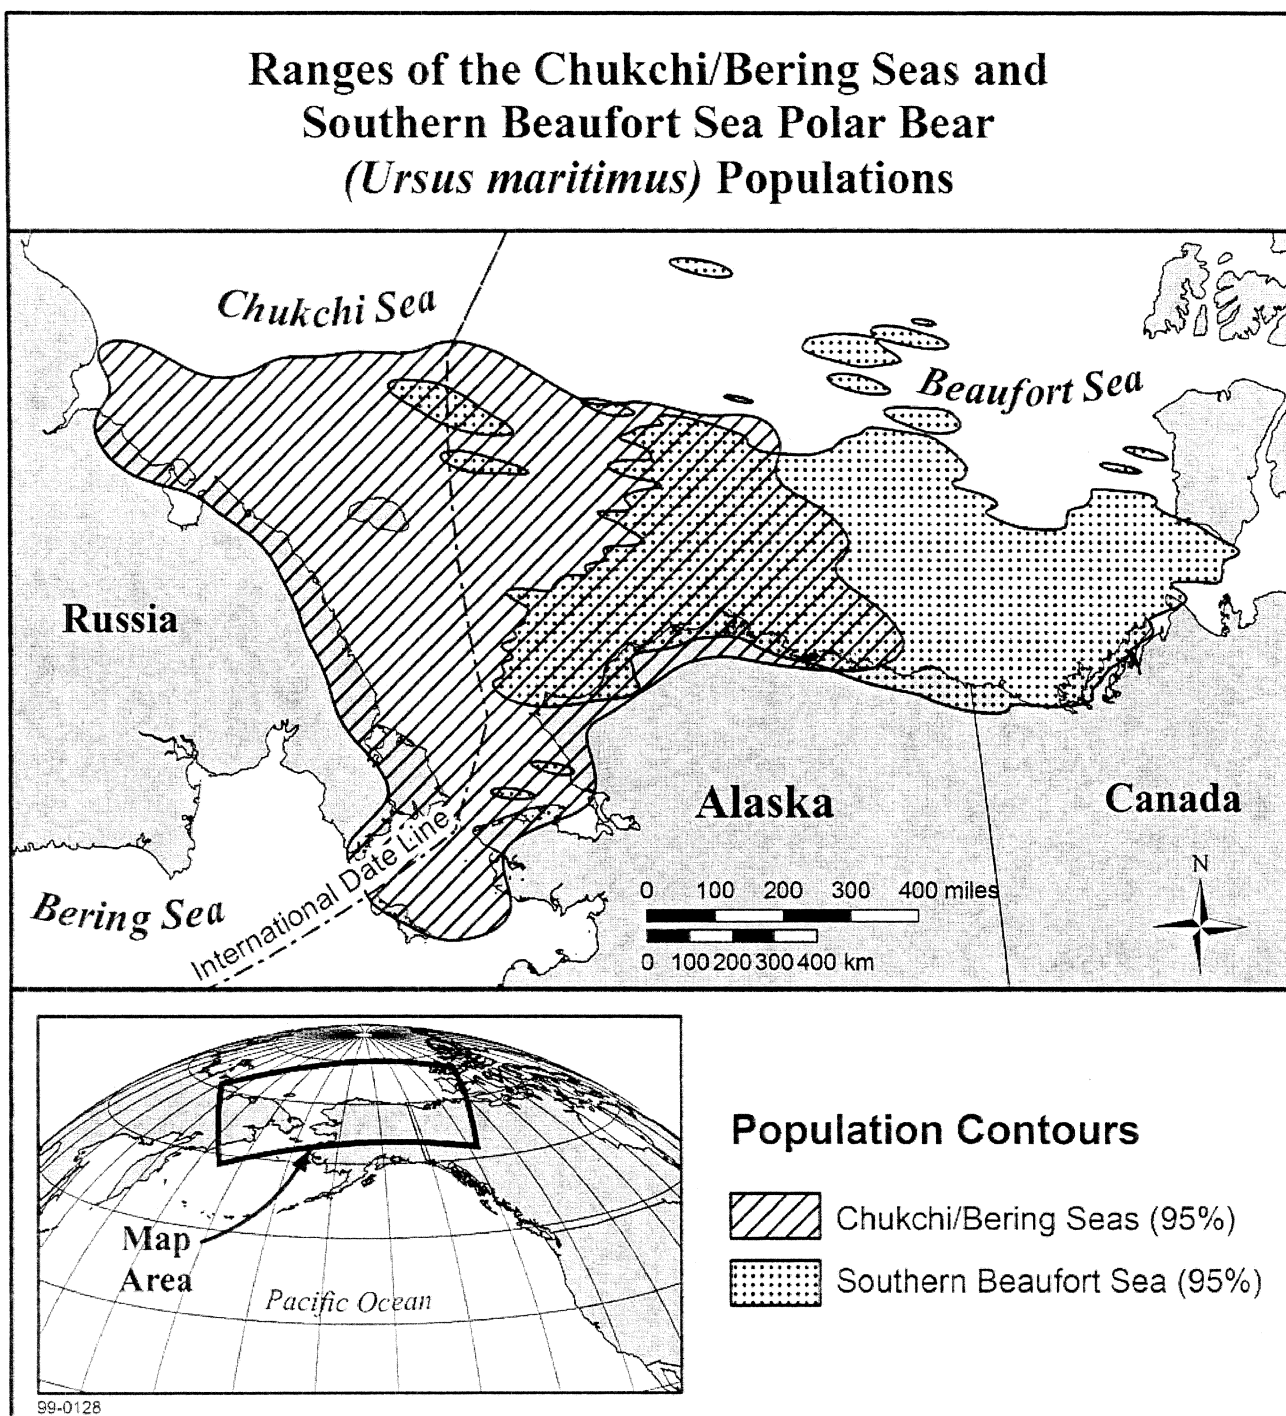 Ranges of the Chukchi/Bering Seas and
Southern Beaufort Sea Polar Bear
(Ursus maritimus) Populations
Chukchi Sea
Beaufort Sea
Russia
Alaska
Canada
Bering Sea
International Date Line
N
0 100 200 300 400 miles
0 100 200 300 400 km
Map
Area
Pacific Ocean
Population Contours
Chukchi/Bering Seas (95%)
Southern Beaufort Sea (95%)
99-0128